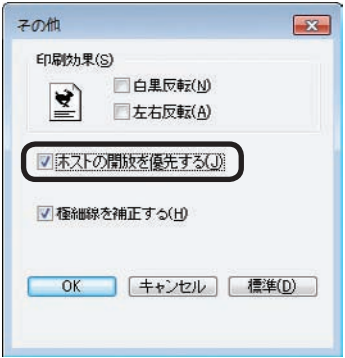 その他
印刷効果(S)
白黒反転(N)
左右反転(A)
ホストの開放を優先する(J)
極細線を補正する(H)
OK キャンセル 標準(D)